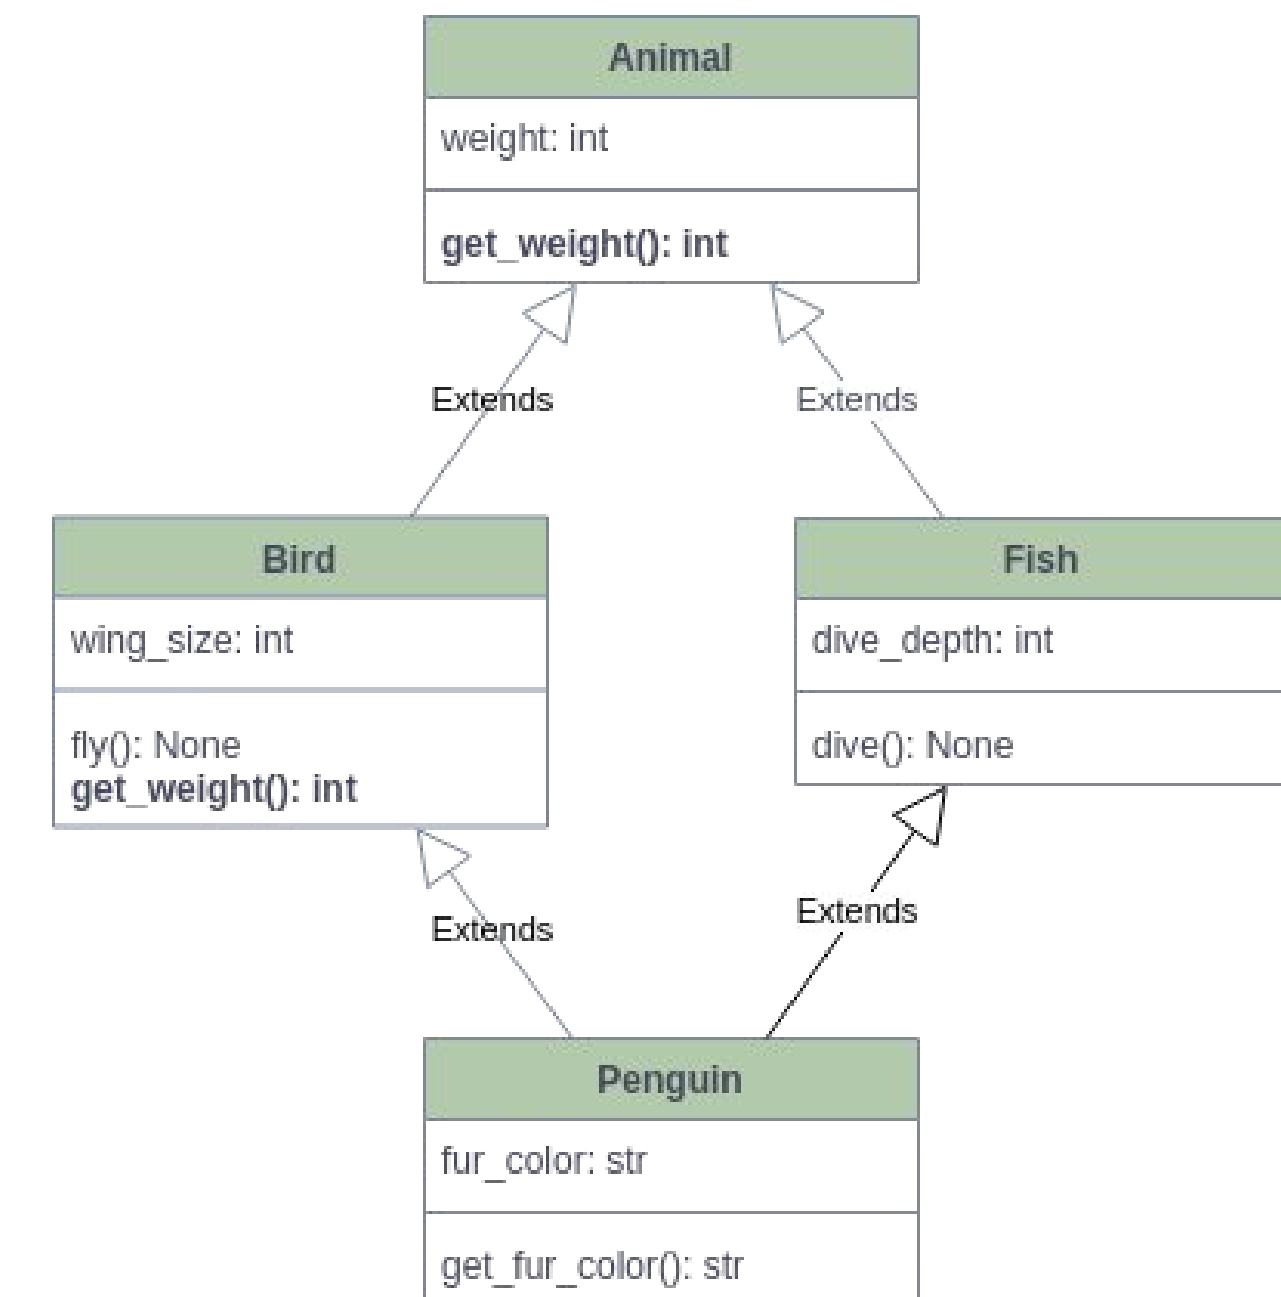 Animal
weight: int
get_weight(): int
Extends
Extends
Bird
wing_size: int
fly(): None
get_weight(): int
Fish
dive_depth: int
dive(): None
Extends
Extends
Penguin
fur_color: str
get_fur_color(): str